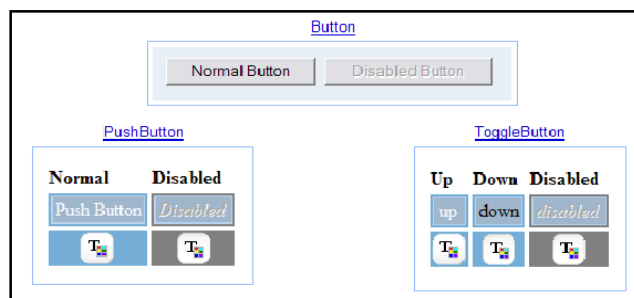 Button
Normal Button Disabled Button
PushButton
ToggleButton
Normal Disabled
Push Button Disabled
T T
Up Down Disabled
up down disabled
T T T